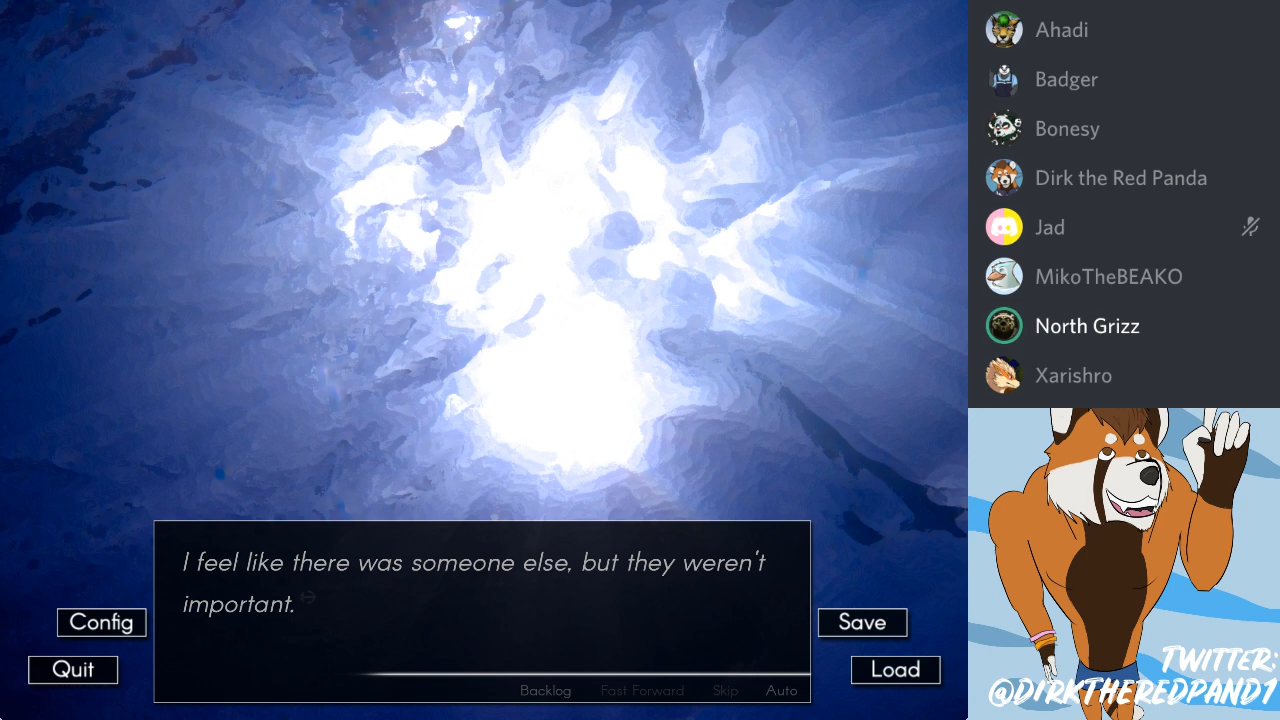 Ahadi
Badger
Bonesy
Dirk the Red Panda
Jad
MikoTheBEAKO
North Grizz
Xarishro
I feel like there was someone else, but they weren't
important.
Config
Save
Quit
Load
Backlog Fast Forward Skip Auto
TWITTER:
@DIRKTHEREDPAND1